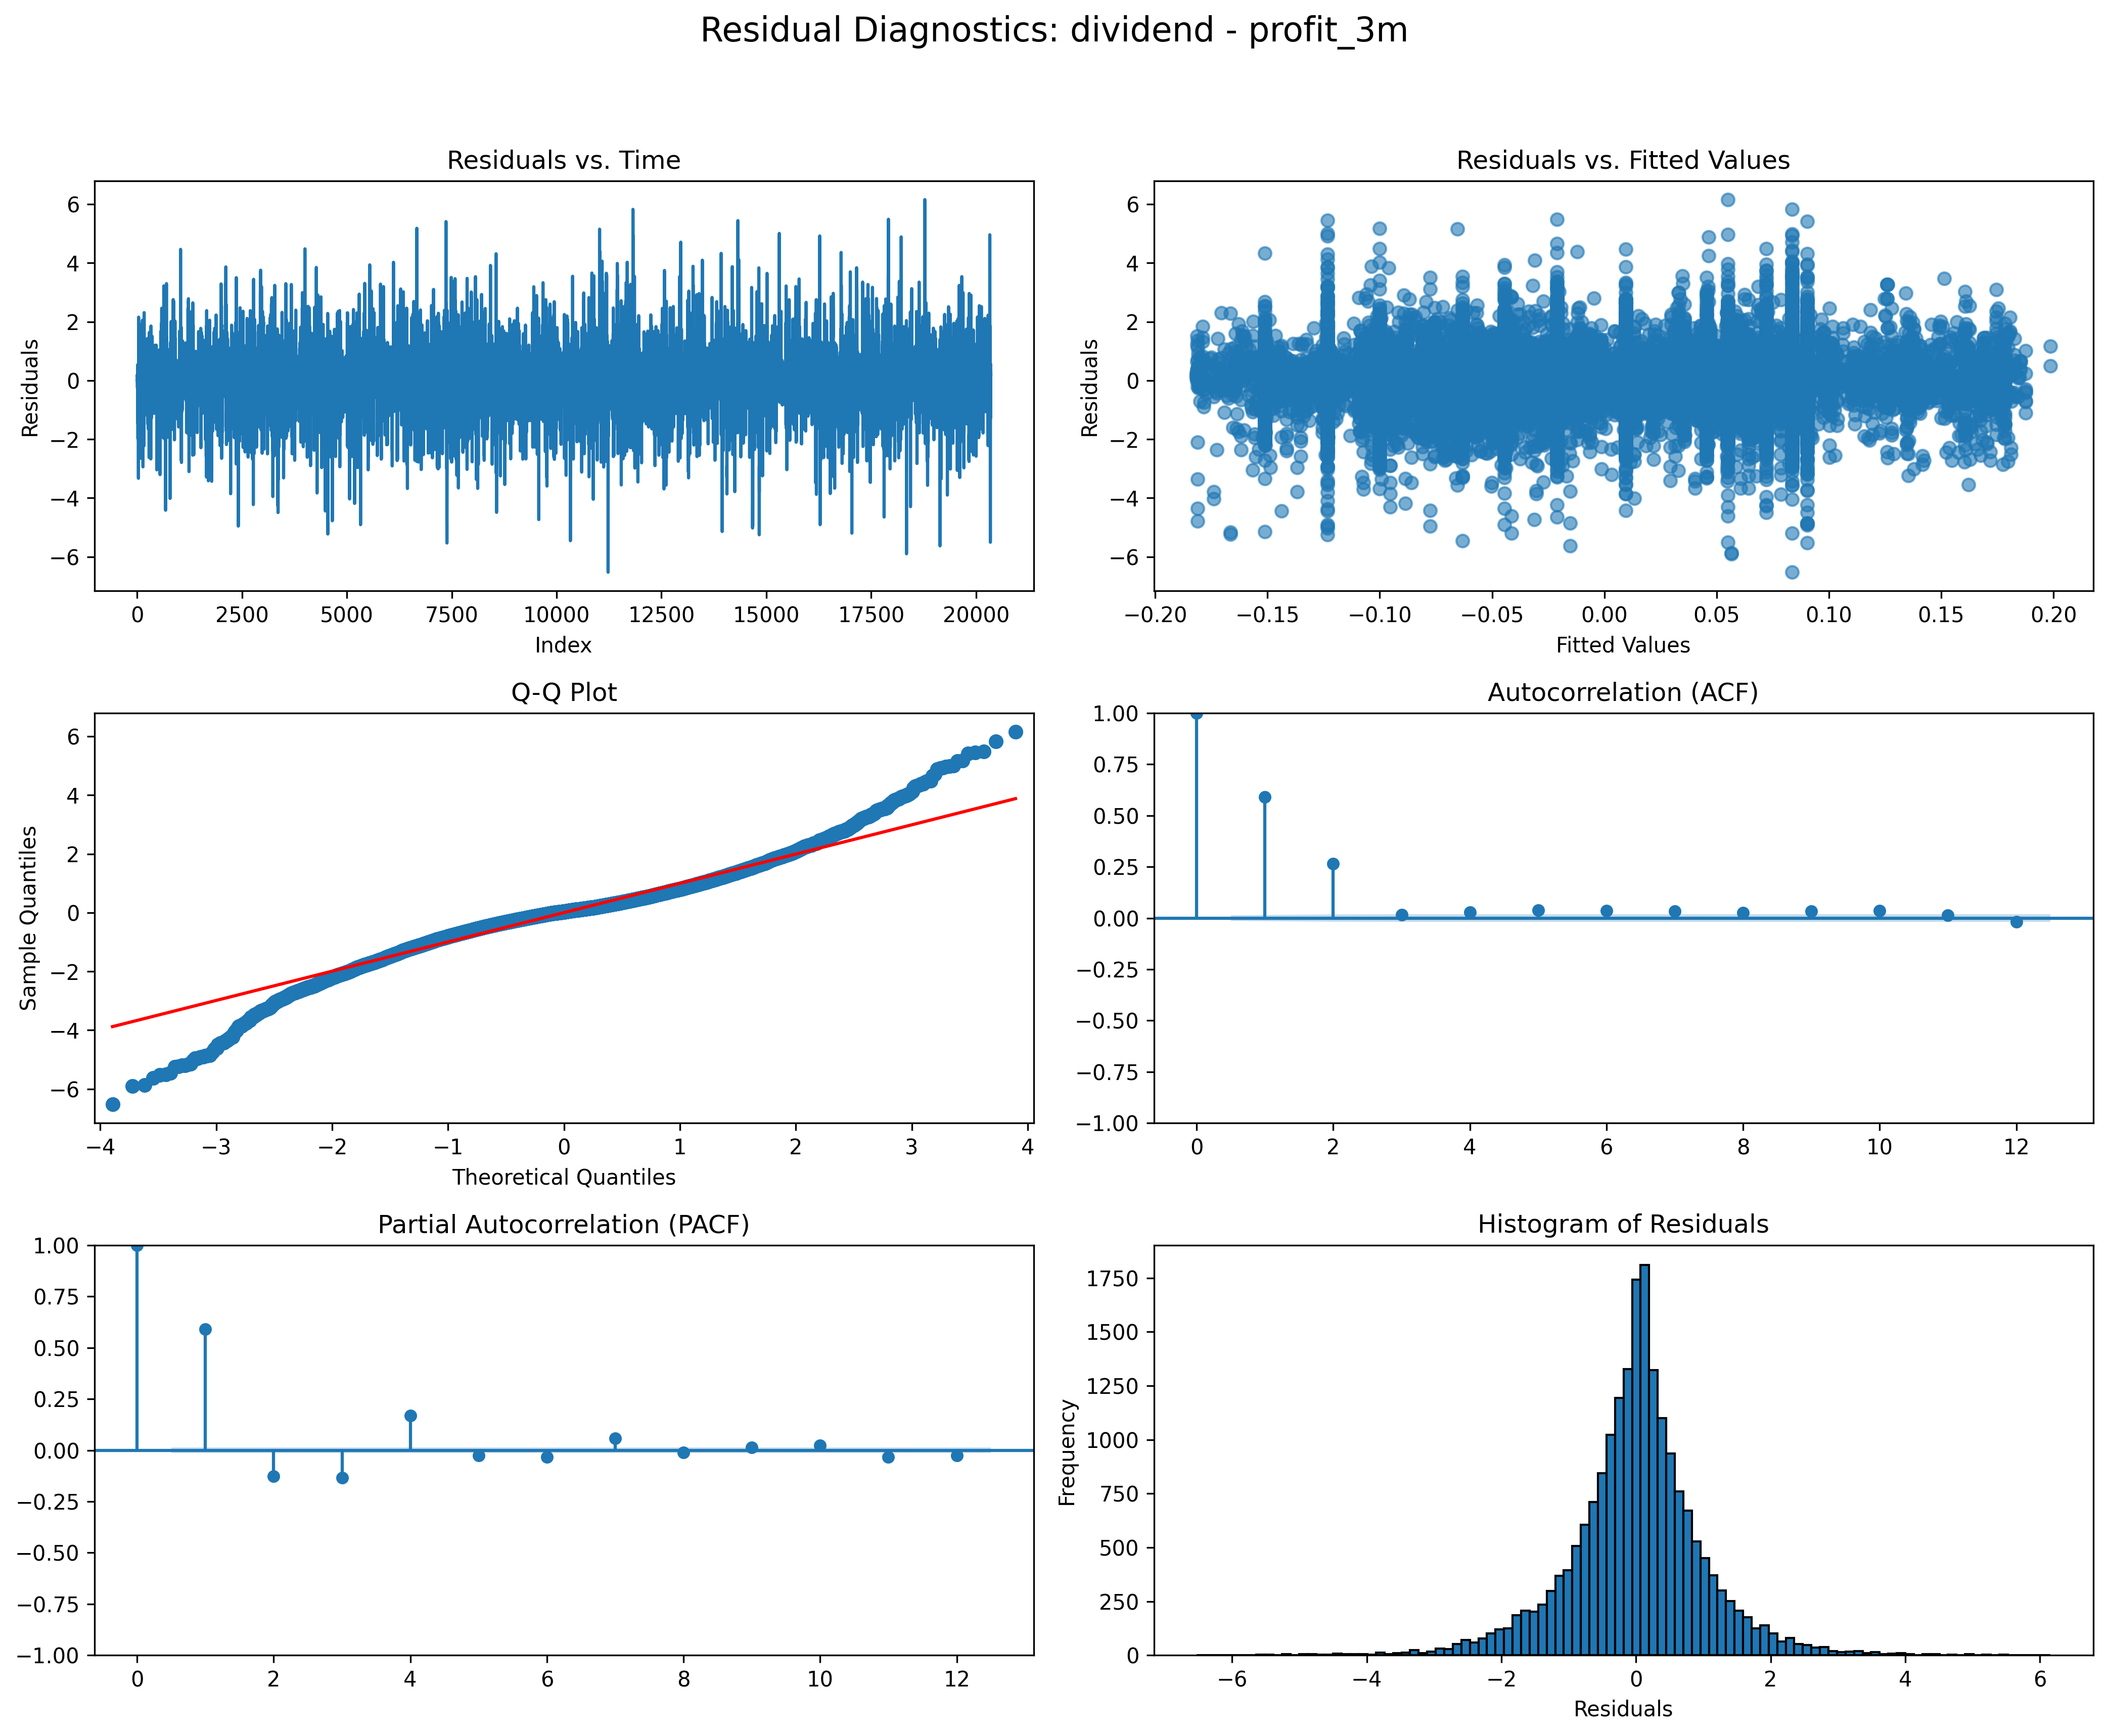 Residual Diagnostics: dividend - profit_3m
Residuals vs. Time
6
4
2
0
−2
−4
−6
Residuals
0 2500 5000 7500 10000 12500 15000 17500 20000
Index
Residuals vs. Fitted Values
6
4
2
0
−2
−4
−6
Residuals
−0.20 −0.15 −0.10 −0.05 0.00 0.05 0.10 0.15 0.20
Fitted Values
Q-Q Plot
6
4
2
0
−2
−4
−6
Sample Quantiles
−4 −3 −2 −1 0 1 2 3 4
Theoretical Quantiles
Autocorrelation (ACF)
1.00
0.75
0.50
0.25
0.00
−0.25
−0.50
−0.75
−1.00
0 2 4 6 8 10 12
Partial Autocorrelation (PACF)
1.00
0.75
0.50
0.25
0.00
−0.25
−0.50
−0.75
−1.00
0 2 4 6 8 10 12
Histogram of Residuals
1750
1500
1250
1000
750
500
250
0
Frequency
−6 −4 −2 0 2 4 6
Residuals